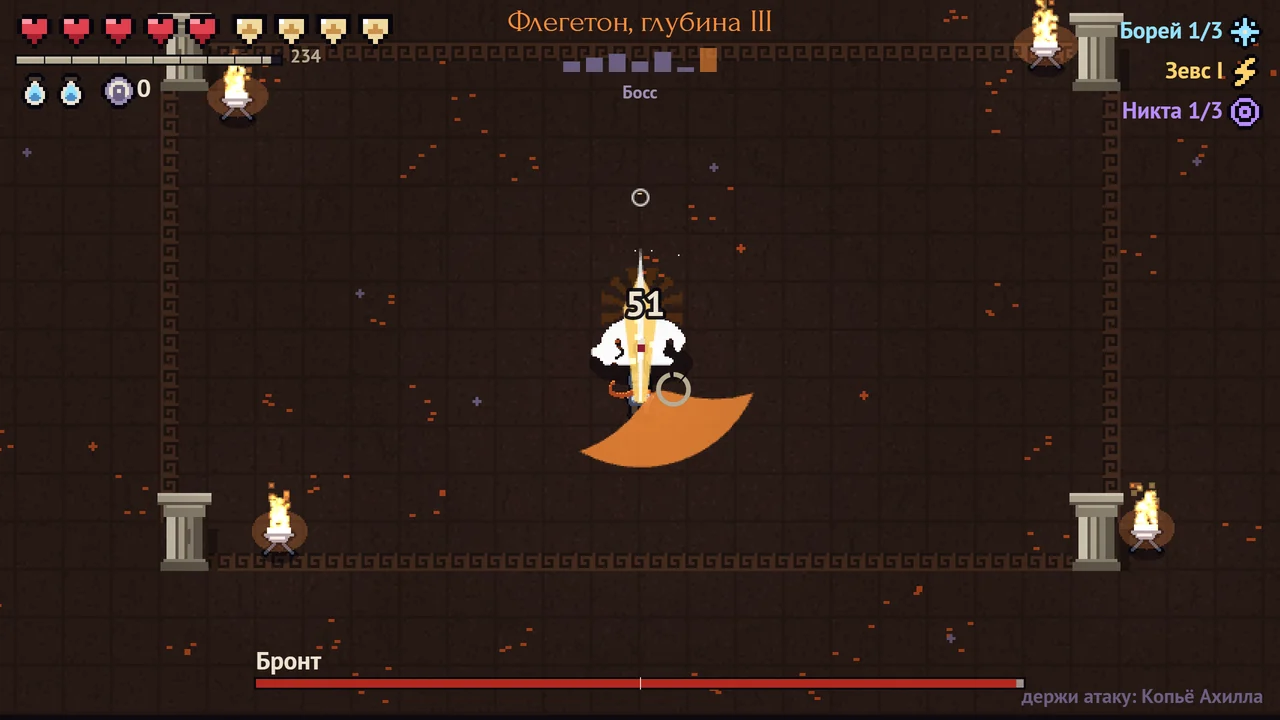 Флегетон, глубина III
234
0
Босс
Борей 1/3
Зевс I
Никта 1/3
51
Бронт
держи атаку: Копьё Ахилла